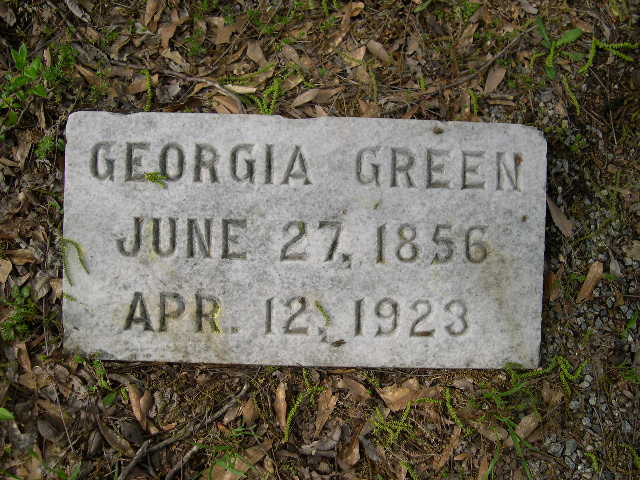 GEORGIA GREEN
JUNE 27, 1856
APR. 12, 1923